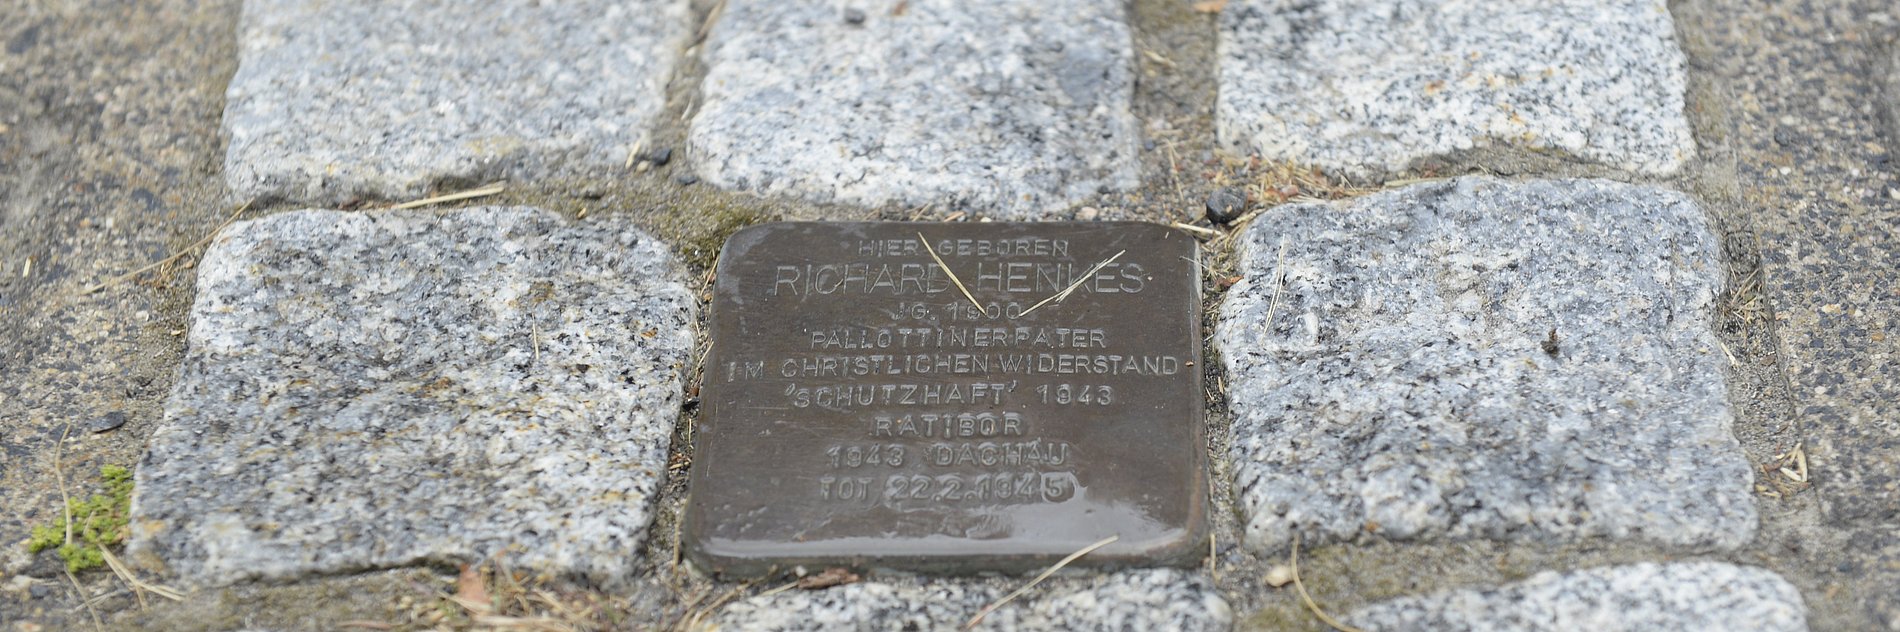 HIER GEBOREN
RICHARD HENKES
JG. 1900
PALLOTTINERPATER
IM CHRISTLICHEN WIDERSTAND
'SCHUTZHAFT' 1943
RATIBOR
1943 DACHAU
TOT 22.2.1945